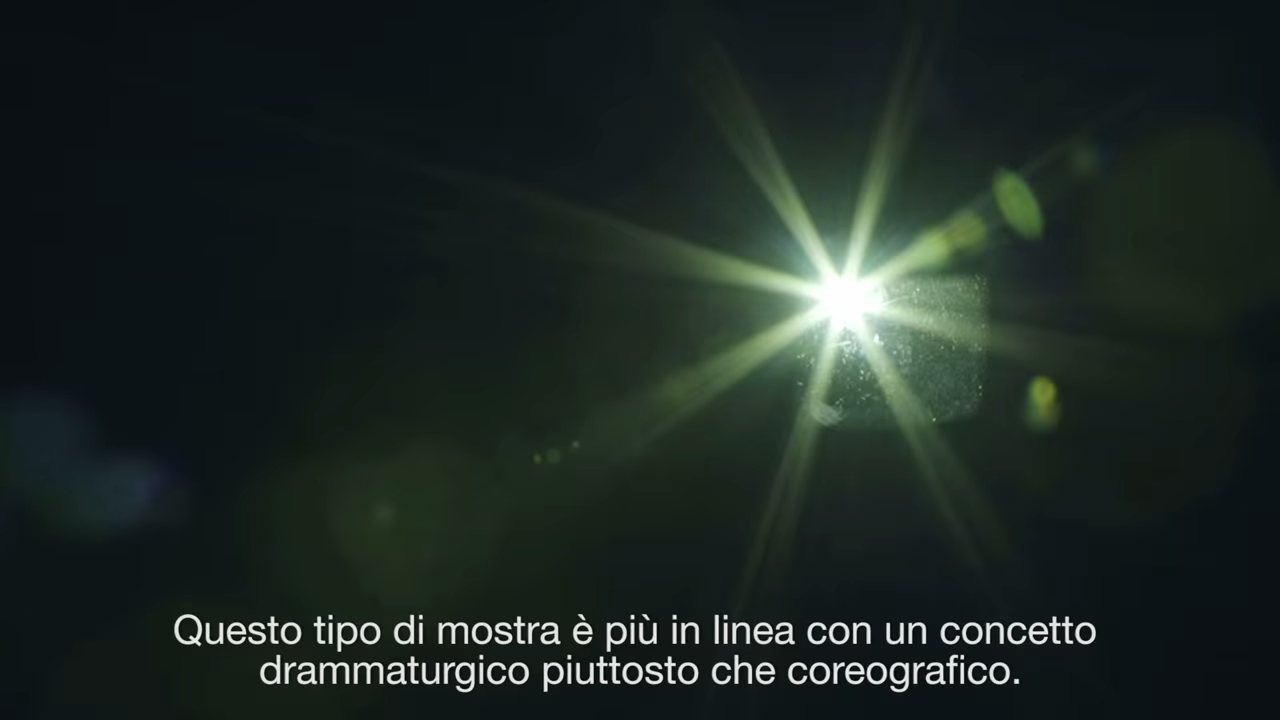 Questo tipo di mostra è più in linea con un concetto
drammaturgico piuttosto che coreografico.